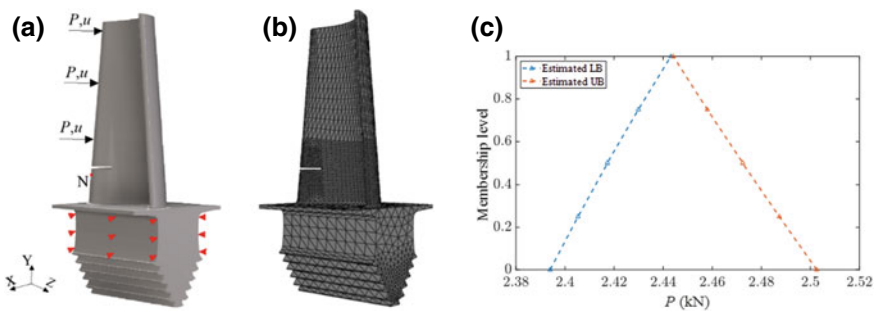 (a)
P,u
P,u
P,u
N
Y
X
Z
(b)
(c)
Estimated LB
Estimated UB
Membership level
1
0.8
0.6
0.4
0.2
0
2.38 2.4 2.42 2.44 2.46 2.48 2.5 2.52
P (kN)